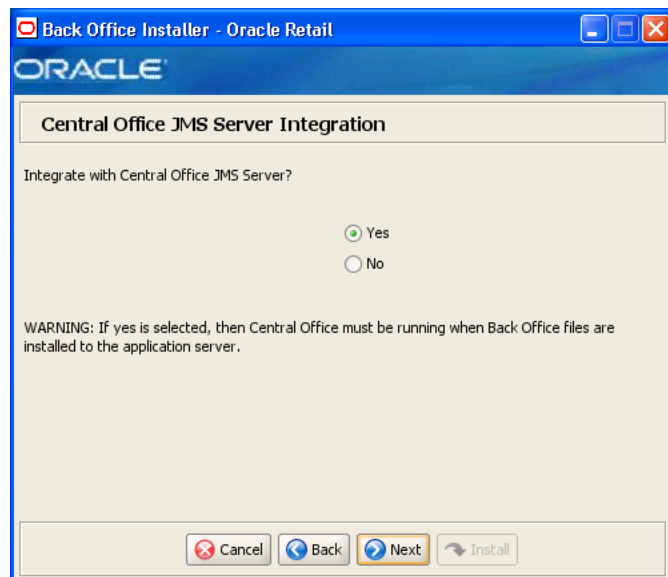 Back Office Installer - Oracle Retail
ORACLE
Central Office JMS Server Integration
Integrate with Central Office JMS Server?
Yes
No
WARNING: If yes is selected, then Central Office must be running when Back Office files are
installed to the application server.
Cancel Back Next Install